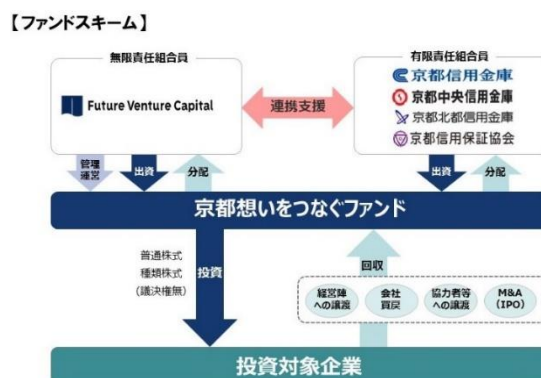 【ファンドスキーム】
無限責任組合員
Future Venture Capital
連携支援
有限責任組合員
京都信用金庫
京都中央信用金庫
京都北都信用金庫
京都信用保証協会
管理
運営
出資
分配
出資
分配
京都想いをつなぐファンド
普通株式
種類株式
(議決権無)
投資
回収
経営陣
への譲渡
会社
買戻
協力者等
への譲渡
M&A
(IPO)
投資対象企業